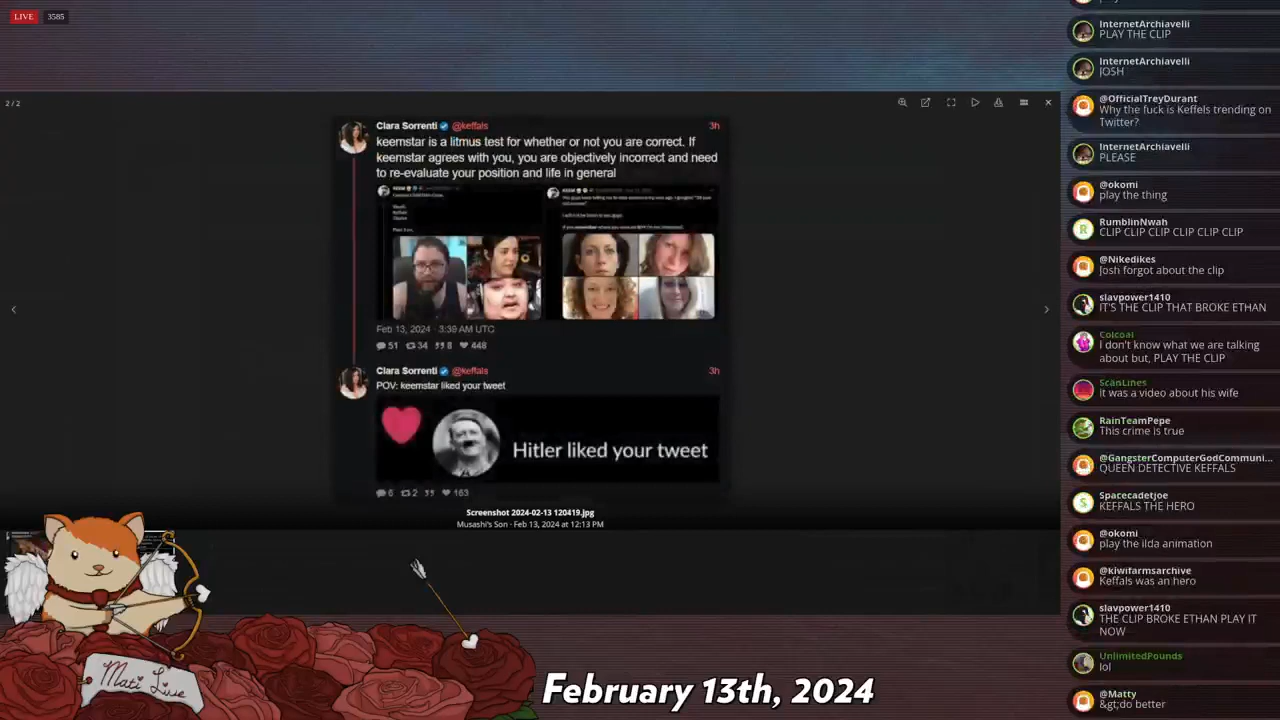 LIVE 3585
2 / 2
Clara Sorrenti @keffals 3h
keemstar is a litmus test for whether or not you are correct. If
keemstar agrees with you, you are objectively incorrect and need
to re-evaluate your position and life in general
Feb 13, 2024 · 3:39 AM UTC
51 34 8 448
Clara Sorrenti @keffals 3h
POV: keemstar liked your tweet
Hitler liked your tweet
6 2 163
Screenshot 2024-02-13 120419.jpg
Musashi's Son · Feb 13, 2024 at 12:13 PM
Mati Live
February 13th, 2024
InternetArchiavelli
PLAY THE CLIP
InternetArchiavelli
JOSH
@OfficialTreyDurant
Why the fuck is Keffels trending on
Twitter?
InternetArchiavelli
PLEASE
@okomi
play the thing
R
RumblinNwah
CLIP CLIP CLIP CLIP CLIP CLIP
@Nikedikes
Josh forgot about the clip
slavpower1410
IT'S THE CLIP THAT BROKE ETHAN
Colcoal
I don't know what we are talking
about but, PLAY THE CLIP
ScanLines
It was a video about his wife
RainTeamPepe
This crime is true
@GangsterComputerGodCommuni...
QUEEN DETECTIVE KEFFALS
S
Spacecadetjoe
KEFFALS THE HERO
@okomi
play the ilda animation
@kiwifarmsarchive
Keffals was an hero
slavpower1410
THE CLIP BROKE ETHAN PLAY IT
NOW
UnlimitedPounds
lol
@Matty
&gt;do better